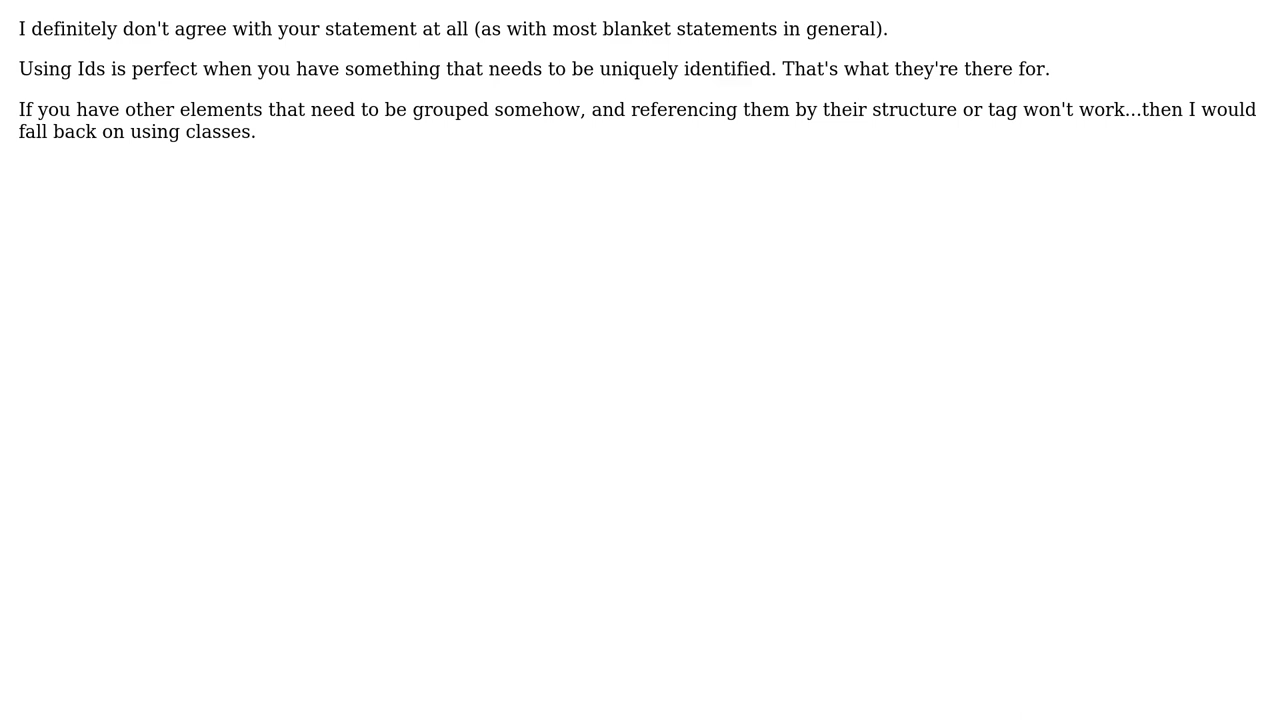 I definitely don't agree with your statement at all (as with most blanket statements in general).
Using Ids is perfect when you have something that needs to be uniquely identified. That's what they're there for.
If you have other elements that need to be grouped somehow, and referencing them by their structure or tag won't work...then I would
fall back on using classes.